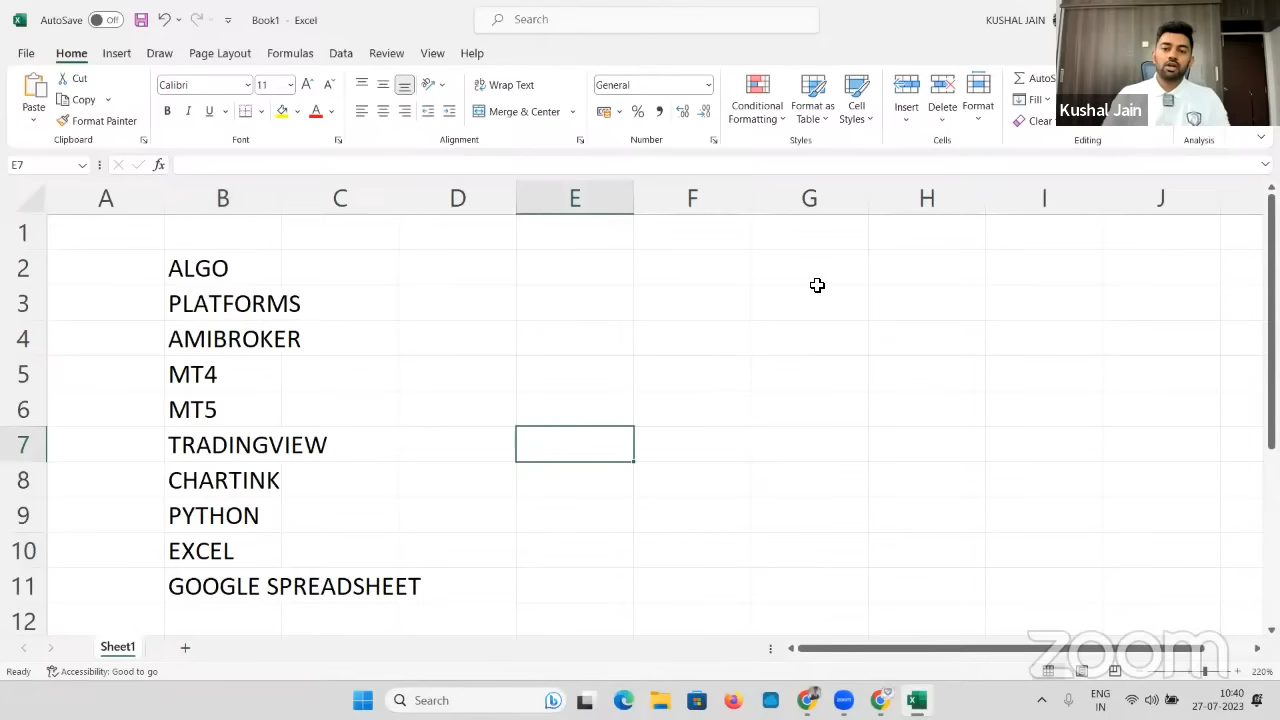 AutoSave Off Book1 - Excel Search KUSHAL JAIN
File Home Insert Draw Page Layout Formulas Data Review View Help
Paste Cut Copy Format Painter Clipboard
Calibri 11 B I U A Font
Wrap Text Merge & Center Alignment
General % , Number
Conditional Formatting Format as Table Cell Styles Styles
Insert Delete Format Cells
AutoS Fill Clear Editing
Analysis
Kushal Jain
E7 fx
A B C D E F G H I J
1
2 ALGO
3 PLATFORMS
4 AMIBROKER
5 MT4
6 MT5
7 TRADINGVIEW
8 CHARTINK
9 PYTHON
10 EXCEL
11 GOOGLE SPREADSHEET
12
Sheet1
zoom
Ready Accessibility: Good to go 220%
Search ENG IN 10:40 27-07-2023